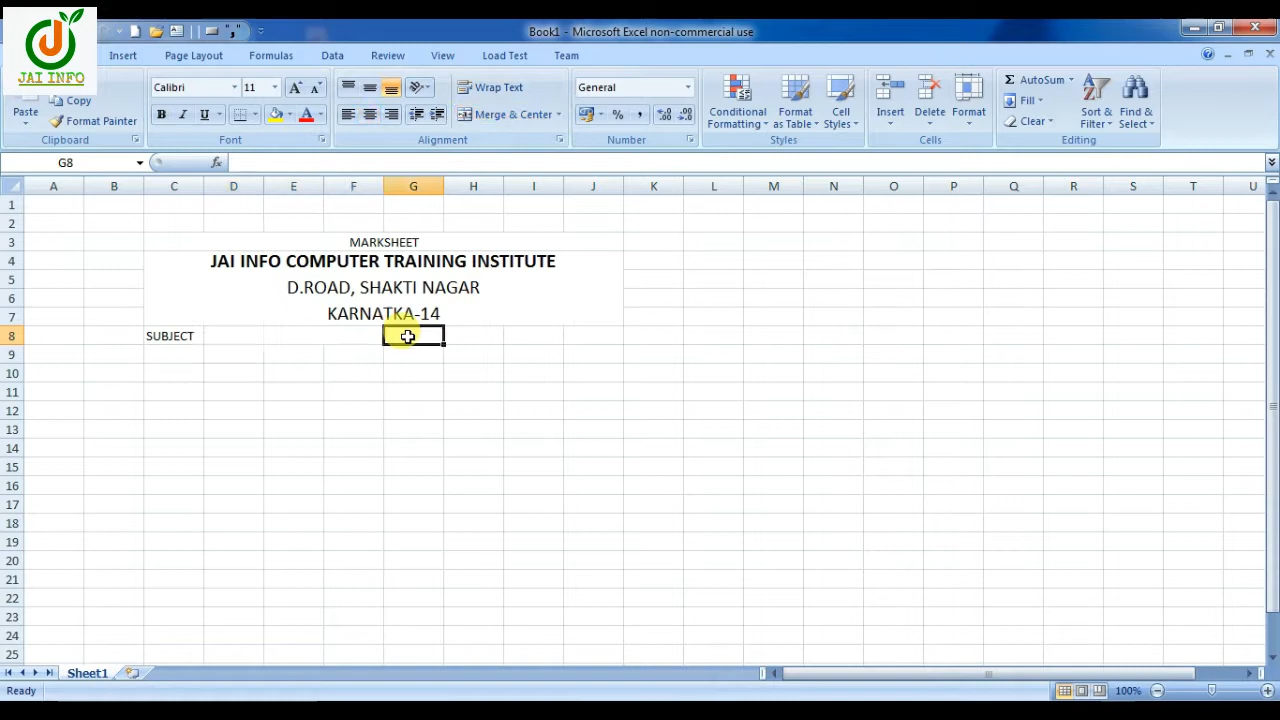 Book1 - Microsoft Excel non-commercial use
JAI INFO
Insert Page Layout Formulas Data Review View Load Test Team
Paste
Copy
Format Painter
Clipboard
Calibri 11
B I U
Font
Wrap Text
Merge & Center
Alignment
General
% ,
Number
Conditional Formatting
Format as Table
Cell Styles
Styles
Insert
Delete
Format
Cells
AutoSum
Fill
Clear
Sort & Filter
Find & Select
Editing
G8 fx
A B C D E F G H I J K L M N O P Q R S T U
1
2
3 MARKSHEET
4 JAI INFO COMPUTER TRAINING INSTITUTE
5 D.ROAD, SHAKTI NAGAR
6
7 KARNATKA-14
8 SUBJECT
9
10
11
12
13
14
15
16
17
18
19
20
21
22
23
24
25
Sheet1
Ready 100%